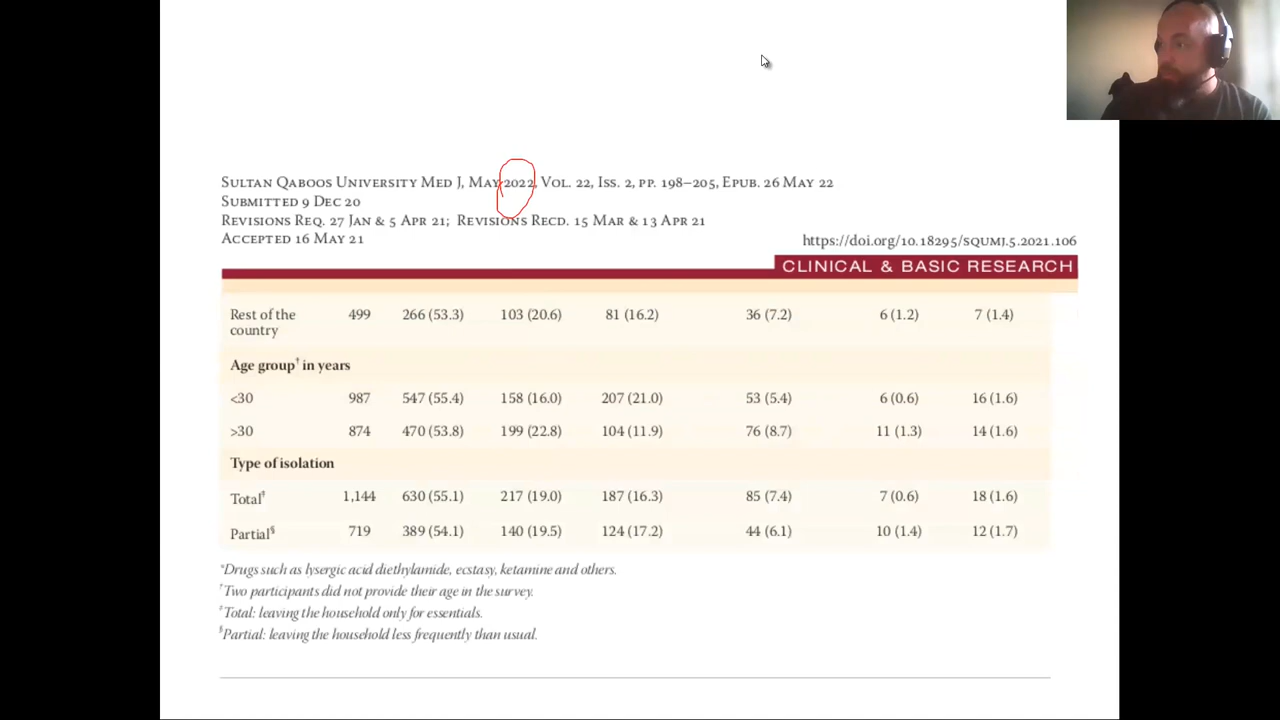 Sultan Qaboos University Med J, May 2022, Vol. 22, Iss. 2, pp. 198–205, Epub. 26 May 22
Submitted 9 Dec 20
Revisions Req. 27 Jan & 5 Apr 21; Revisions Recd. 15 Mar & 13 Apr 21
Accepted 16 May 21
https://doi.org/10.18295/squmj.5.2021.106
CLINICAL & BASIC RESEARCH
Rest of the country 499 266 (53.3) 103 (20.6) 81 (16.2) 36 (7.2) 6 (1.2) 7 (1.4)
Age group† in years
<30 987 547 (55.4) 158 (16.0) 207 (21.0) 53 (5.4) 6 (0.6) 16 (1.6)
>30 874 470 (53.8) 199 (22.8) 104 (11.9) 76 (8.7) 11 (1.3) 14 (1.6)
Type of isolation
Total‡ 1,144 630 (55.1) 217 (19.0) 187 (16.3) 85 (7.4) 7 (0.6) 18 (1.6)
Partial§ 719 389 (54.1) 140 (19.5) 124 (17.2) 44 (6.1) 10 (1.4) 12 (1.7)
*Drugs such as lysergic acid diethylamide, ecstasy, ketamine and others.
†Two participants did not provide their age in the survey.
‡Total: leaving the household only for essentials.
§Partial: leaving the household less frequently than usual.